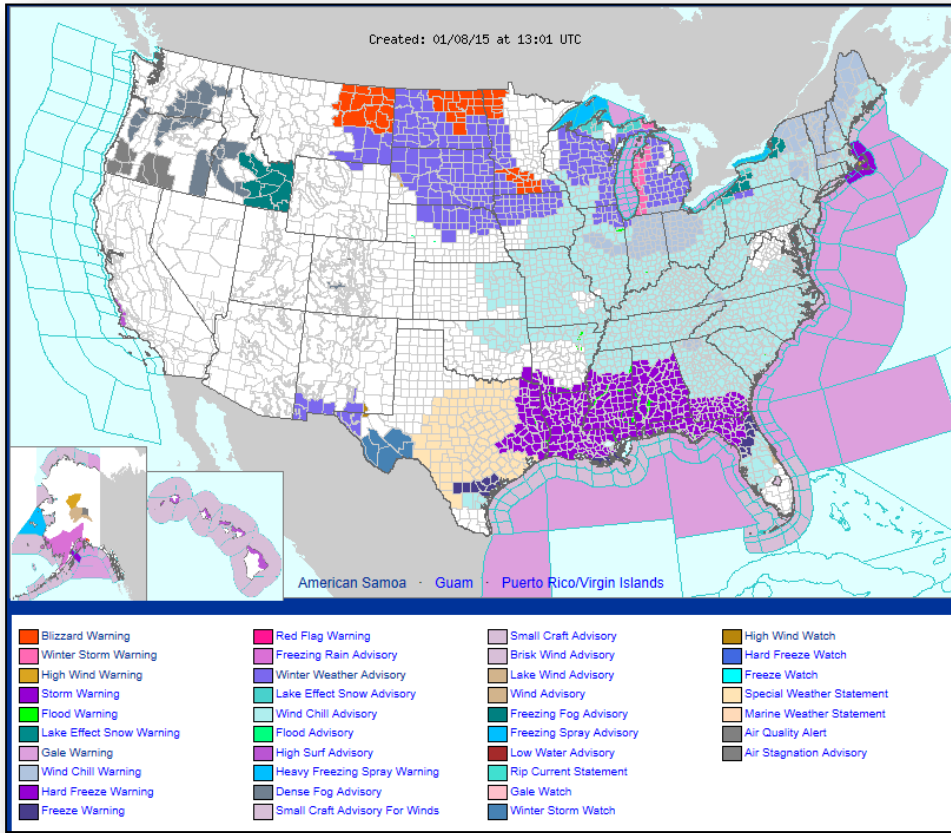 Created: 01/08/15 at 13:01 UTC
American Samoa · Guam · Puerto Rico/Virgin Islands
Blizzard Warning
Winter Storm Warning
High Wind Warning
Storm Warning
Flood Warning
Lake Effect Snow Warning
Gale Warning
Wind Chill Warning
Hard Freeze Warning
Freeze Warning
Red Flag Warning
Freezing Rain Advisory
Winter Weather Advisory
Lake Effect Snow Advisory
Wind Chill Advisory
Flood Advisory
High Surf Advisory
Heavy Freezing Spray Warning
Dense Fog Advisory
Small Craft Advisory For Winds
Small Craft Advisory
Brisk Wind Advisory
Lake Wind Advisory
Wind Advisory
Freezing Fog Advisory
Freezing Spray Advisory
Low Water Advisory
Rip Current Statement
Gale Watch
Winter Storm Watch
High Wind Watch
Hard Freeze Watch
Freeze Watch
Special Weather Statement
Marine Weather Statement
Air Quality Alert
Air Stagnation Advisory